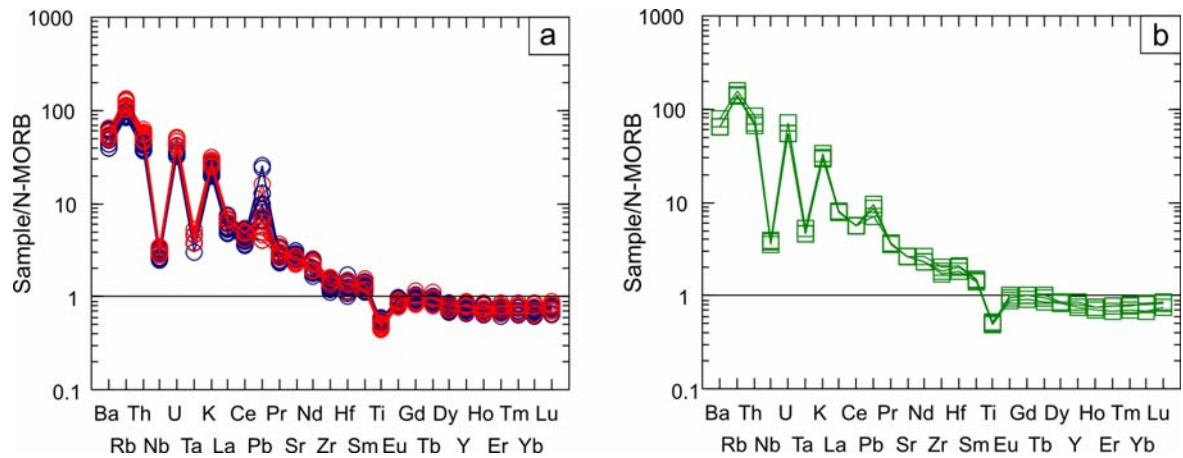 1000
a
100
10
1
0.1
Sample/N-MORB
Ba Th U K Ce Pr Nd Hf Ti Gd Dy Ho Tm Lu
Rb Nb Ta La Pb Sr Zr Sm Eu Tb Y Er Yb
1000
b
100
10
1
0.1
Sample/N-MORB
Ba Th U K Ce Pr Nd Hf Ti Gd Dy Ho Tm Lu
Rb Nb Ta La Pb Sr Zr Sm Eu Tb Y Er Yb